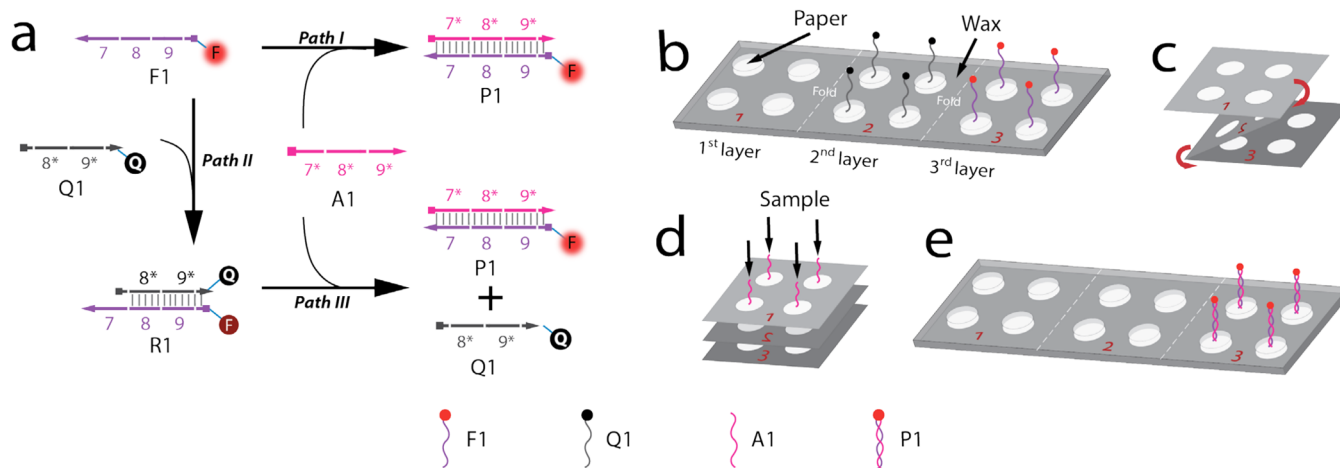 a
F1
7 8 9
F
Path I
7* 8* 9*
7 8 9
F
P1
8* 9*
Q
Q1
Path II
7* 8* 9*
A1
8* 9*
Q
7 8 9
F
R1
Path III
7* 8* 9*
7 8 9
F
P1
+
8* 9*
Q
Q1
b
Paper
Wax
Fold
Fold
1
2
3
1st layer
2nd layer
3rd layer
c
1
2
3
d
Sample
1
2
3
e
1
2
3
F1
Q1
A1
P1